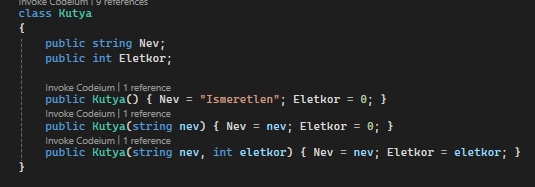 Invoke Codeium | 9 references
class Kutya
{
public string Nev;
public int Eletkor;
Invoke Codeium | 1 reference
public Kutya() { Nev = "Ismeretlen"; Eletkor = 0; }
Invoke Codeium | 1 reference
public Kutya(string nev) { Nev = nev; Eletkor = 0; }
Invoke Codeium | 1 reference
public Kutya(string nev, int eletkor) { Nev = nev; Eletkor = eletkor; }
}